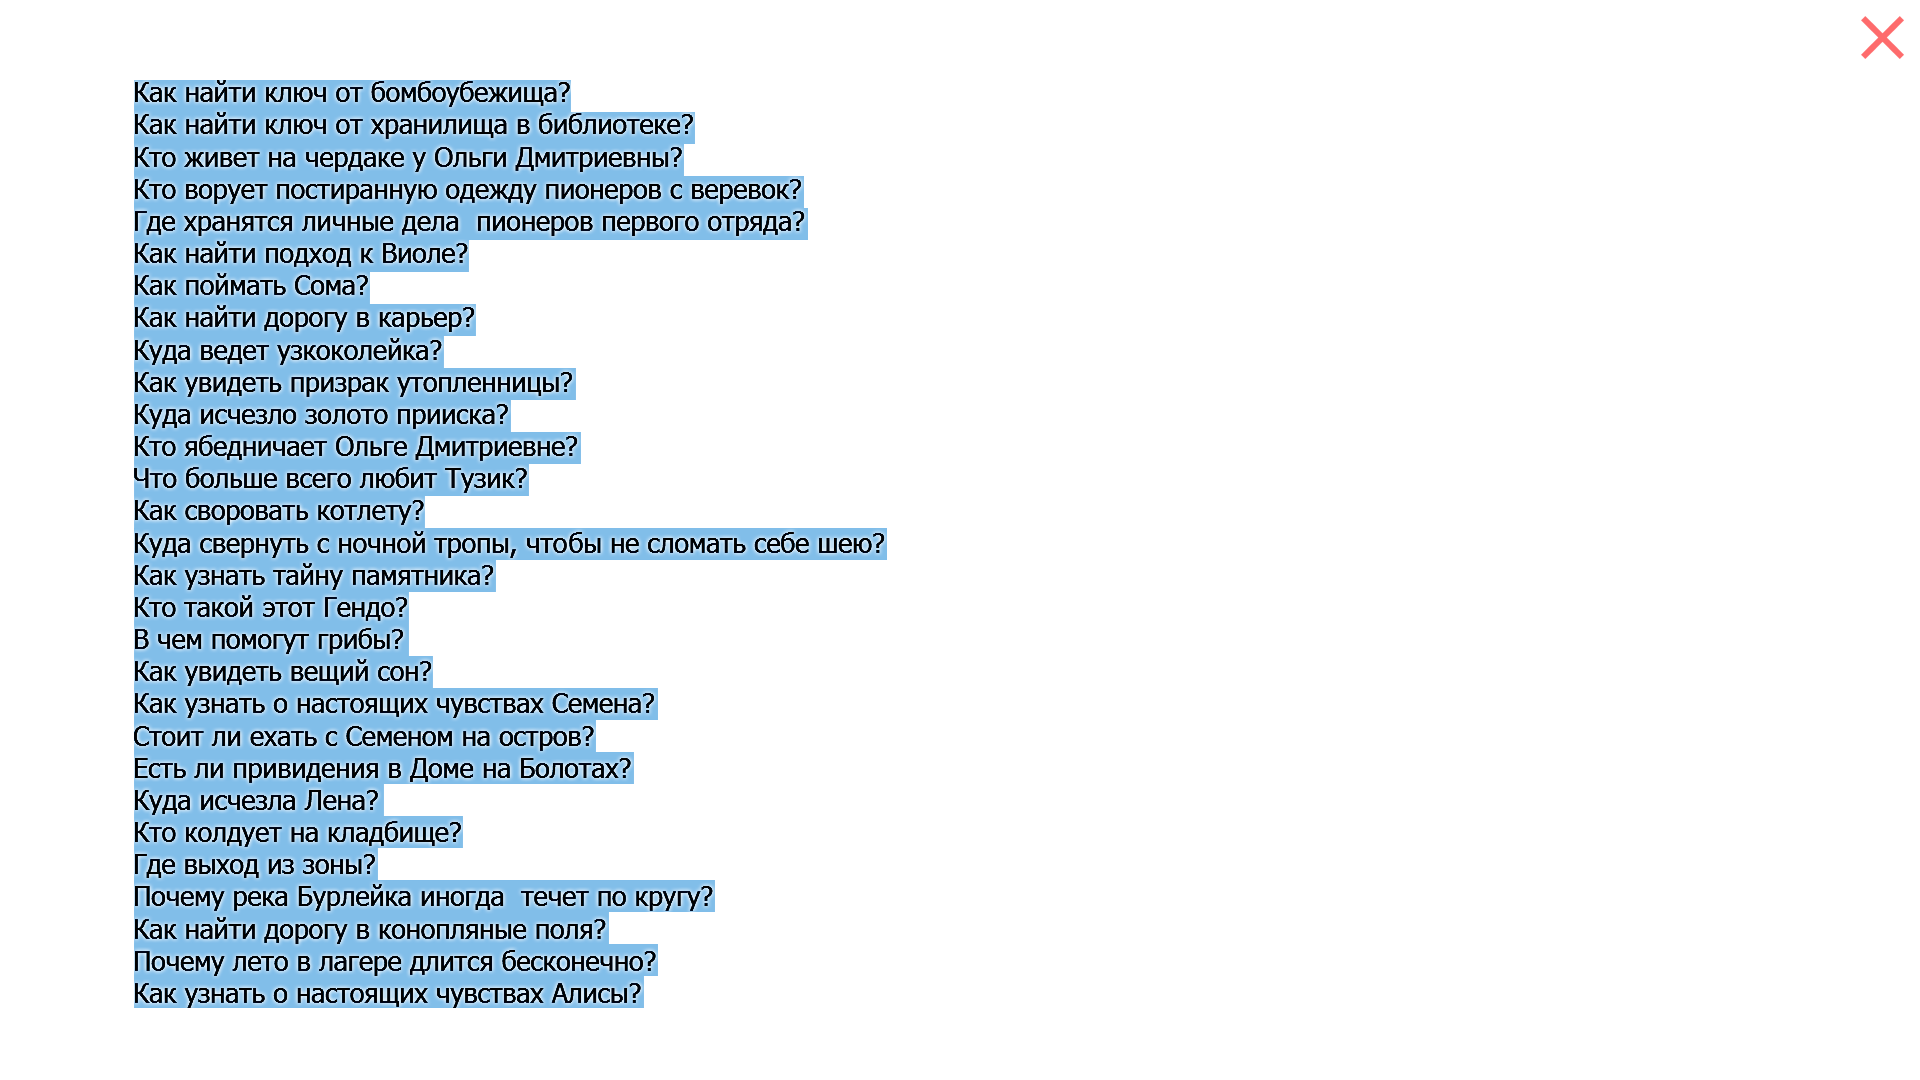 Как найти ключ от бомбоубежища?
Как найти ключ от хранилища в библиотеке?
Кто живет на чердаке у Ольги Дмитриевны?
Кто ворует постиранную одежду пионеров с веревок?
Где хранятся личные дела  пионеров первого отряда?
Как найти подход к Виоле?
Как поймать Сома?
Как найти дорогу в карьер?
Куда ведет узкоколейка?
Как увидеть призрак утопленницы?
Куда исчезло золото прииска?
Кто ябедничает Ольге Дмитриевне?
Что больше всего любит Тузик?
Как своровать котлету?
Куда свернуть с ночной тропы, чтобы не сломать себе шею?
Как узнать тайну памятника?
Кто такой этот Гендо?
В чем помогут грибы?
Как увидеть вещий сон?
Как узнать о настоящих чувствах Семена?
Стоит ли ехать с Семеном на остров?
Есть ли привидения в Доме на Болотах?
Куда исчезла Лена?
Кто колдует на кладбище?
Где выход из зоны?
Почему река Бурлейка иногда  течет по кругу?
Как найти дорогу в конопляные поля?
Почему лето в лагере длится бесконечно?
Как узнать о настоящих чувствах Алисы?